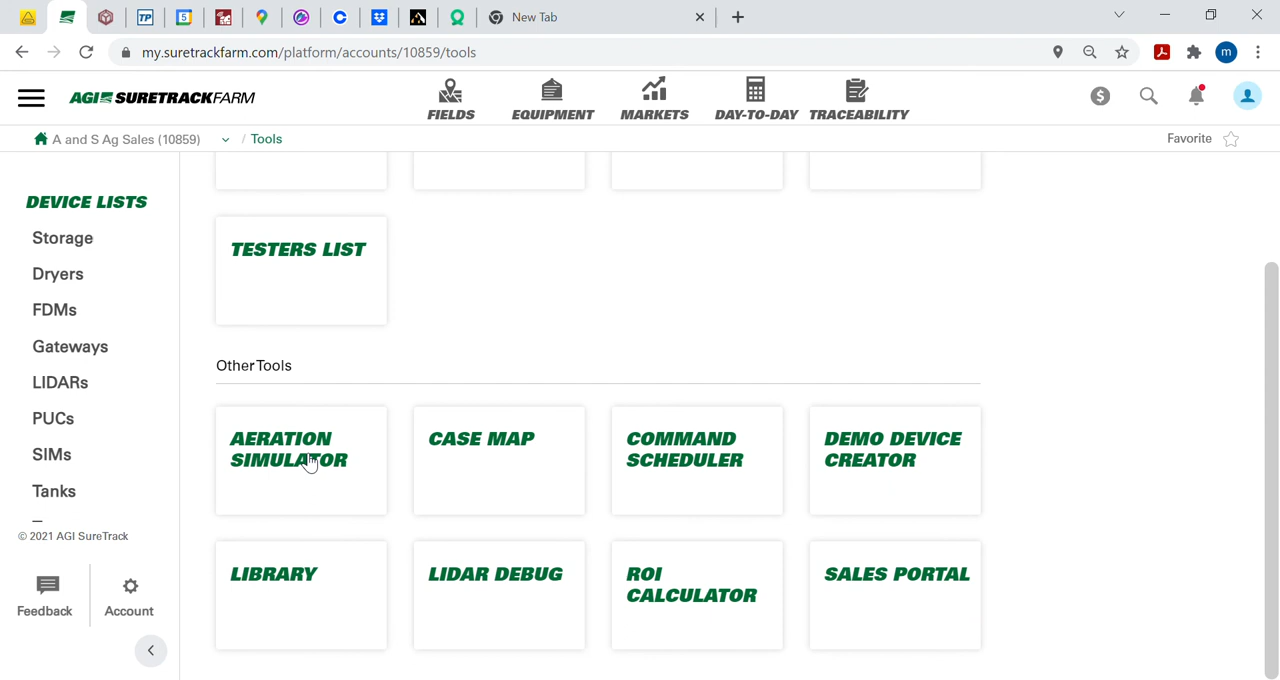 5
New Tab
my.suretrackfarm.com/platform/accounts/10859/tools
m
AGI SURETRACKFARM
FIELDS
EQUIPMENT
MARKETS
DAY-TO-DAY
TRACEABILITY
A and S Ag Sales (10859)
/ Tools
Favorite
DEVICE LISTS
Storage
Dryers
FDMs
Gateways
LIDARs
PUCs
SIMs
Tanks
© 2021 AGI SureTrack
Feedback
Account
TESTERS LIST
Other Tools
AERATION
SIMULATOR
CASE MAP
COMMAND
SCHEDULER
DEMO DEVICE
CREATOR
LIBRARY
LIDAR DEBUG
ROI
CALCULATOR
SALES PORTAL